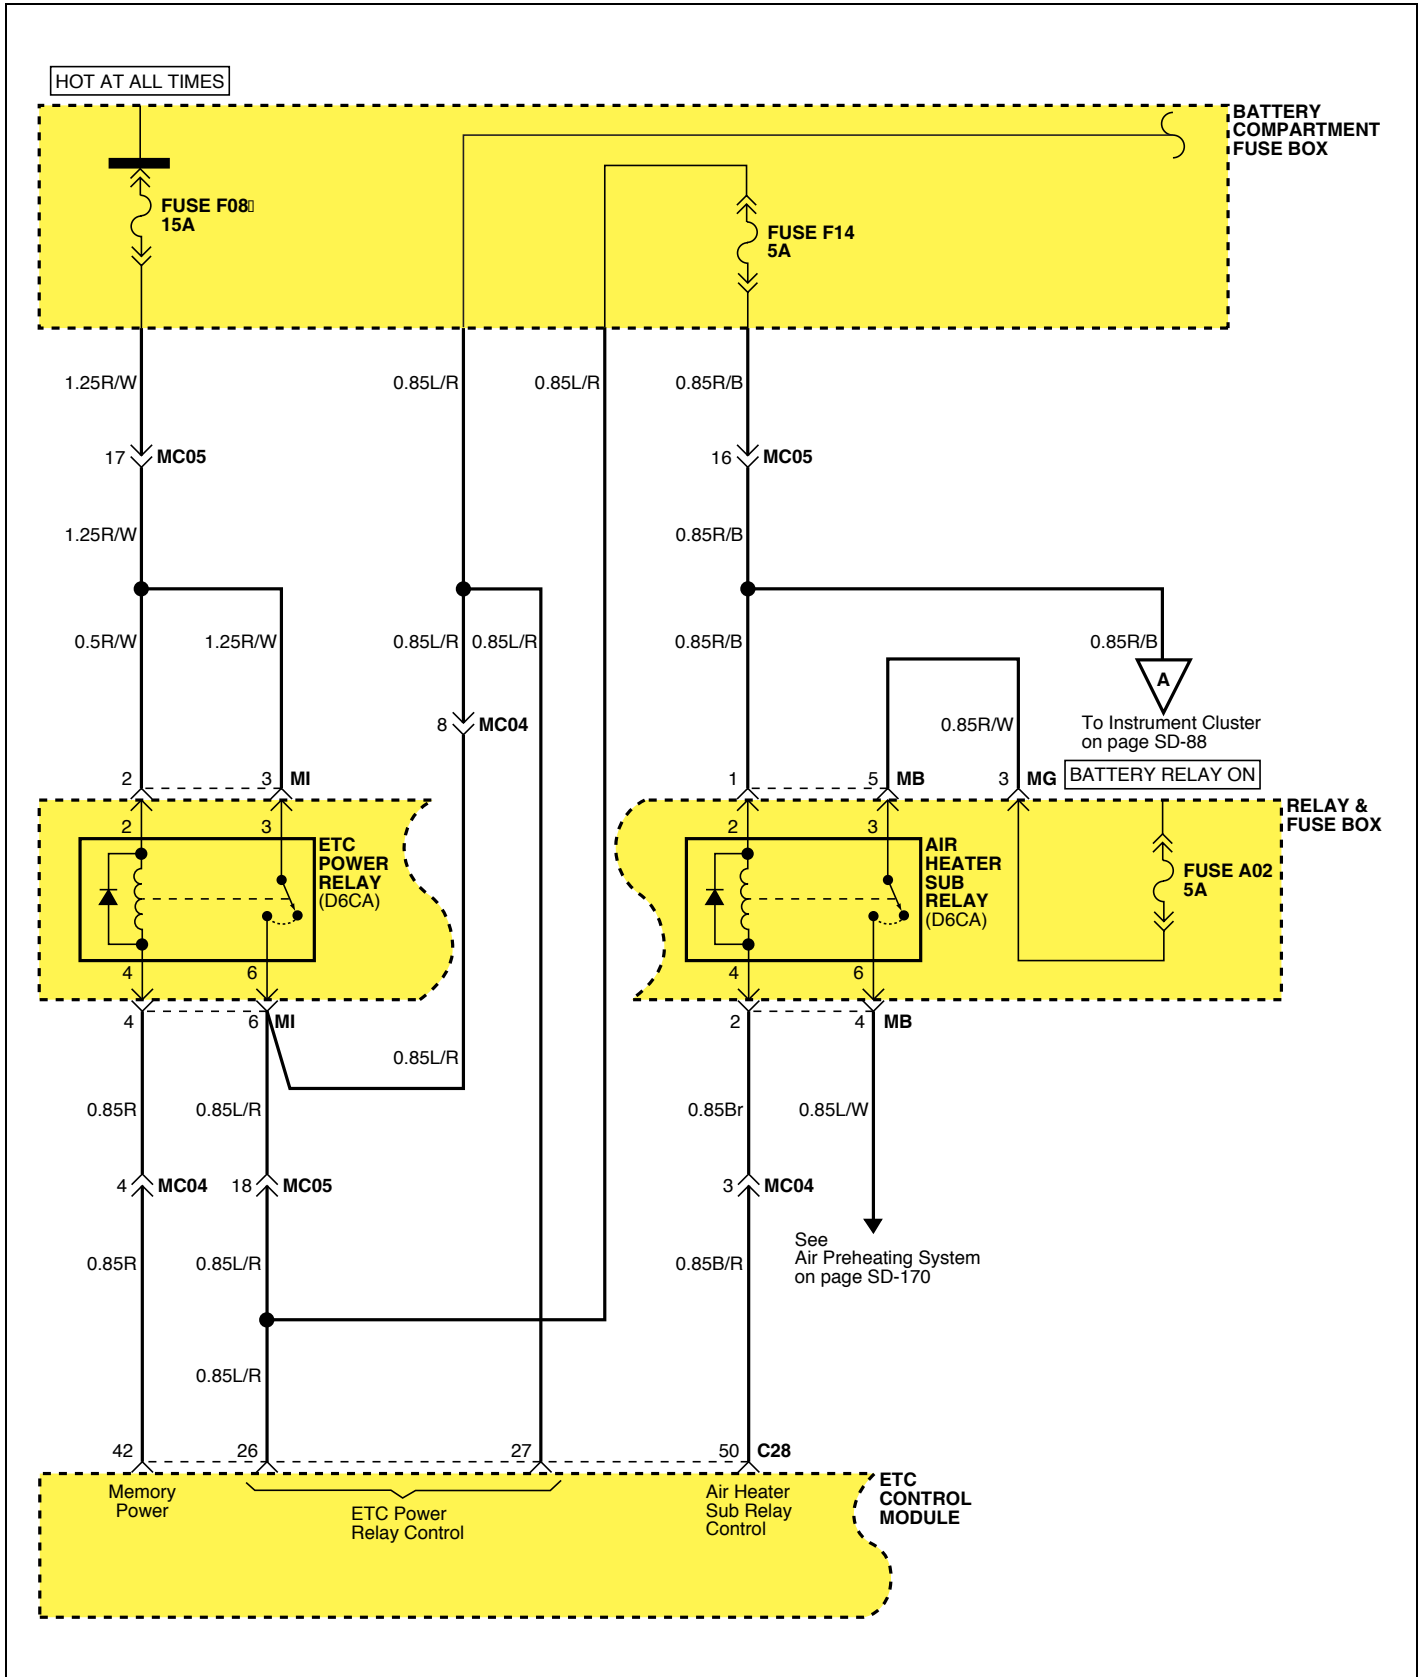 HOT AT ALL TIMES
BATTERY
COMPARTMENT
FUSE BOX
FUSE F08
15A
FUSE F14
5A
1.25R/W
0.85L/R
0.85L/R
0.85R/B
17 MC05
16 MC05
1.25R/W
0.85R/B
0.5R/W
1.25R/W
0.85L/R
0.85L/R
0.85R/B
0.85R/B
A
8 MC04
0.85R/W
To Instrument Cluster
on page SD-88
2
3 MI
1
5 MB
3 MG
BATTERY RELAY ON
RELAY &
FUSE BOX
2
3
ETC
POWER
RELAY
(D6CA)
2
3
AIR
HEATER
SUB
RELAY
(D6CA)
FUSE A02
5A
4
6
4
6
4
6 MI
2
4 MB
0.85L/R
0.85R
0.85L/R
0.85Br
0.85L/W
4 MC04
18 MC05
3 MC04
See
Air Preheating System
on page SD-170
0.85R
0.85L/R
0.85B/R
0.85L/R
42
26
27
50 C28
Memory
Power
ETC Power
Relay Control
Air Heater
Sub Relay
Control
ETC
CONTROL
MODULE